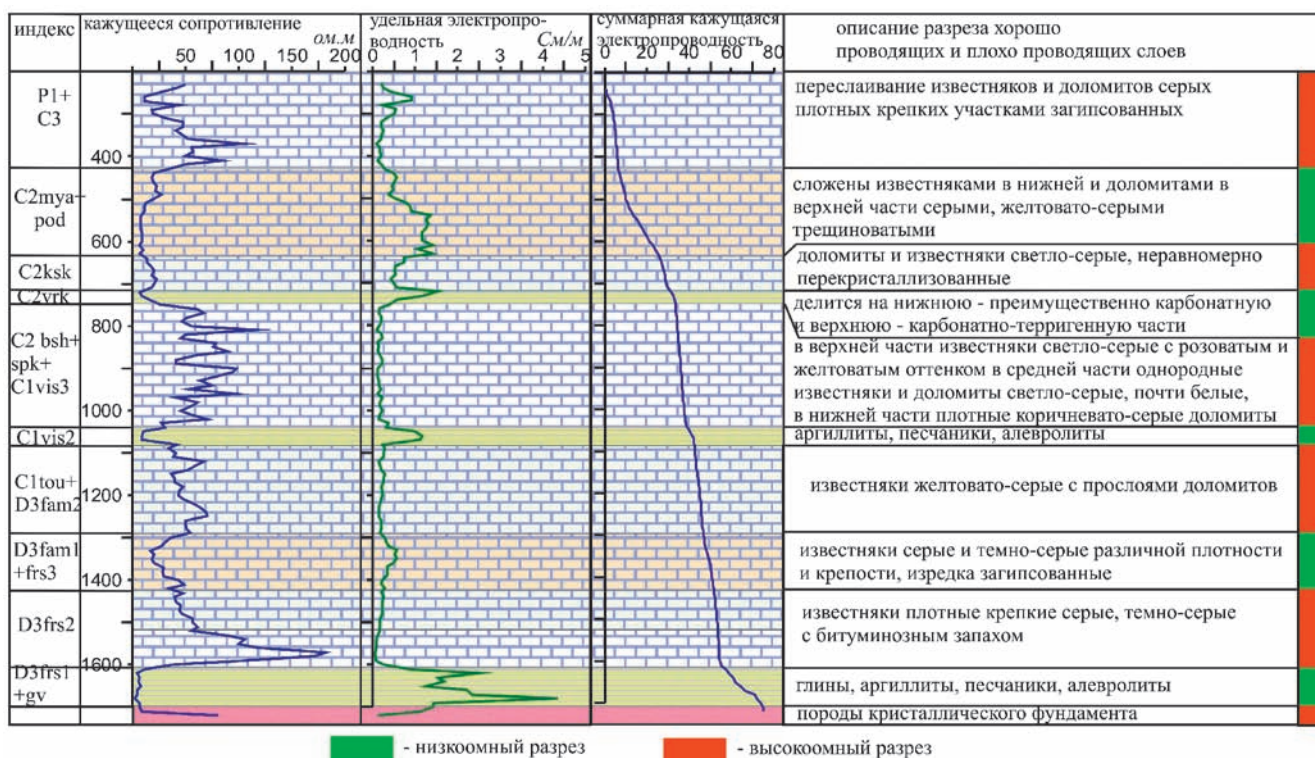 индекс
кажущееся сопротивление
ом.м
50 100 150 200
удельная электропро-
водность
См/м
0 1 2 3 4 5
суммарная кажущаяся
электропроводность
0 20 40 60 80
описание разреза хорошо
проводящих и плохо проводящих слоев
P1+
C3
400
переслаивание известняков и доломитов серых
плотных крепких участками загипсованных
C2mya+
pod
600
сложены известняками в нижней и доломитами в
верхней части серыми, желтовато-серыми
трещиноватыми
C2ksk
доломиты и известняки светло-серые, неравномерно
перекристаллизованные
C2vrk
делится на нижнюю - преимущественно карбонатную
и верхнюю - карбонатно-терригенную части
C2 bsh+
spk+
C1vis3
800
1000
в верхней части известняки светло-серые с розоватым и
желтоватым оттенком в средней части однородные
известняки и доломиты светло-серые, почти белые,
в нижней части плотные коричневато-серые доломиты
C1vis2
аргиллиты, песчаники, алевролиты
C1tou+
D3fam2
1200
известняки желтовато-серые с прослоями доломитов
D3fam1
+frs3
1400
известняки серые и темно-серые различной плотности
и крепости, изредка загипсованные
D3frs2
1600
известняки плотные крепкие серые, темно-серые
с битуминозным запахом
D3frs1
+gv
глины, аргиллиты, песчаники, алевролиты
породы кристаллического фундамента
- низкоомный разрез
- высокоомный разрез